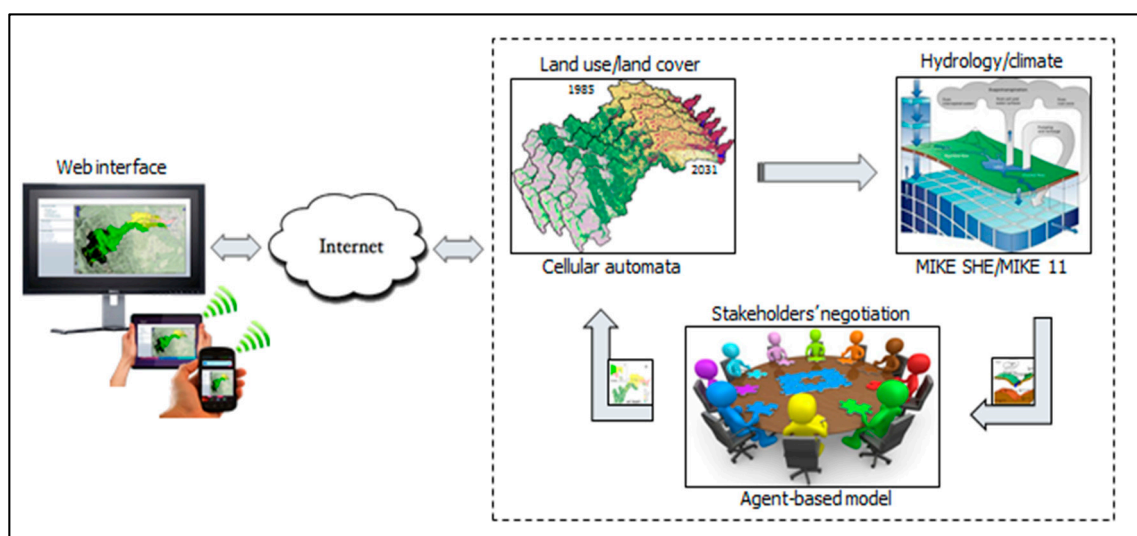 Land use/land cover
Hydrology/climate
1985
2031
Web interface
Internet
Cellular automata
MIKE SHE/MIKE 11
Stakeholders' negotiation
Agent-based model